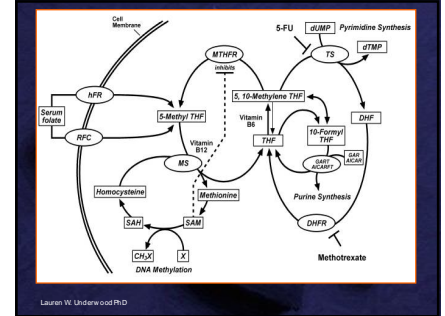 Cell
Membrane
5-FU
dUMP
Pyrimidine Synthesis
dTMP
TS
MTHFR
inhibits
hFR
Serum
folate
RFC
5-Methyl THF
5, 10-Methylene THF
DHF
Vitamin
B12
Vitamin
B6
THF
10-Formyl
THF
GAR
AICAR
GART
AICARFT
MS
Homocysteine
Methionine
Purine Synthesis
SAH
SAM
DHFR
CH3X
X
DNA Methylation
Methotrexate
Lauren W. Underwood PhD